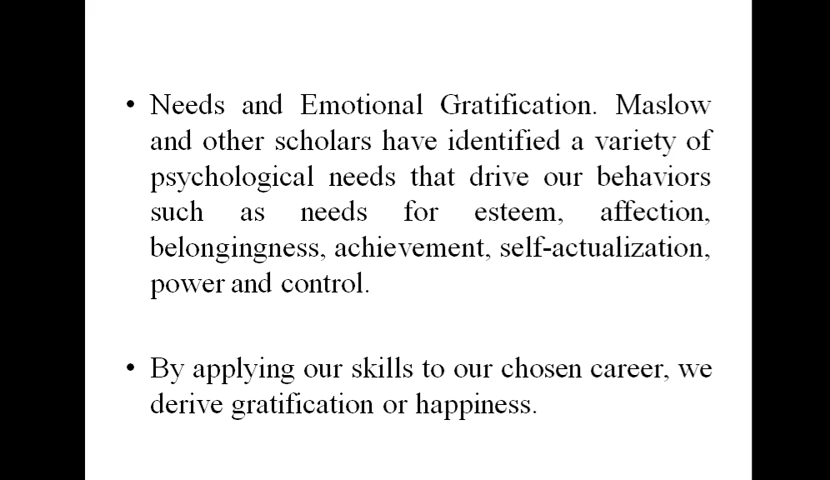 • Needs and Emotional Gratification. Maslow
and other scholars have identified a variety of
psychological needs that drive our behaviors
such as needs for esteem, affection,
belongingness, achievement, self-actualization,
power and control.
• By applying our skills to our chosen career, we
derive gratification or happiness.